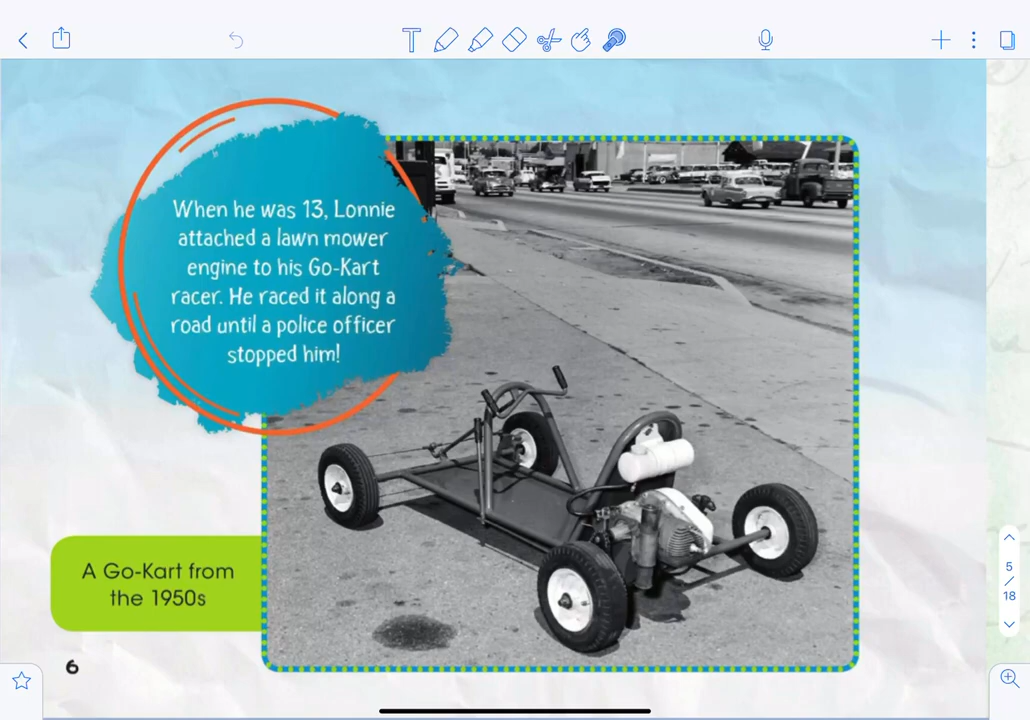 When he was 13, Lonnie
attached a lawn mower
engine to his Go-Kart
racer. He raced it along a
road until a police officer
stopped him!
A Go-Kart from
the 1950s
6
5
/
18